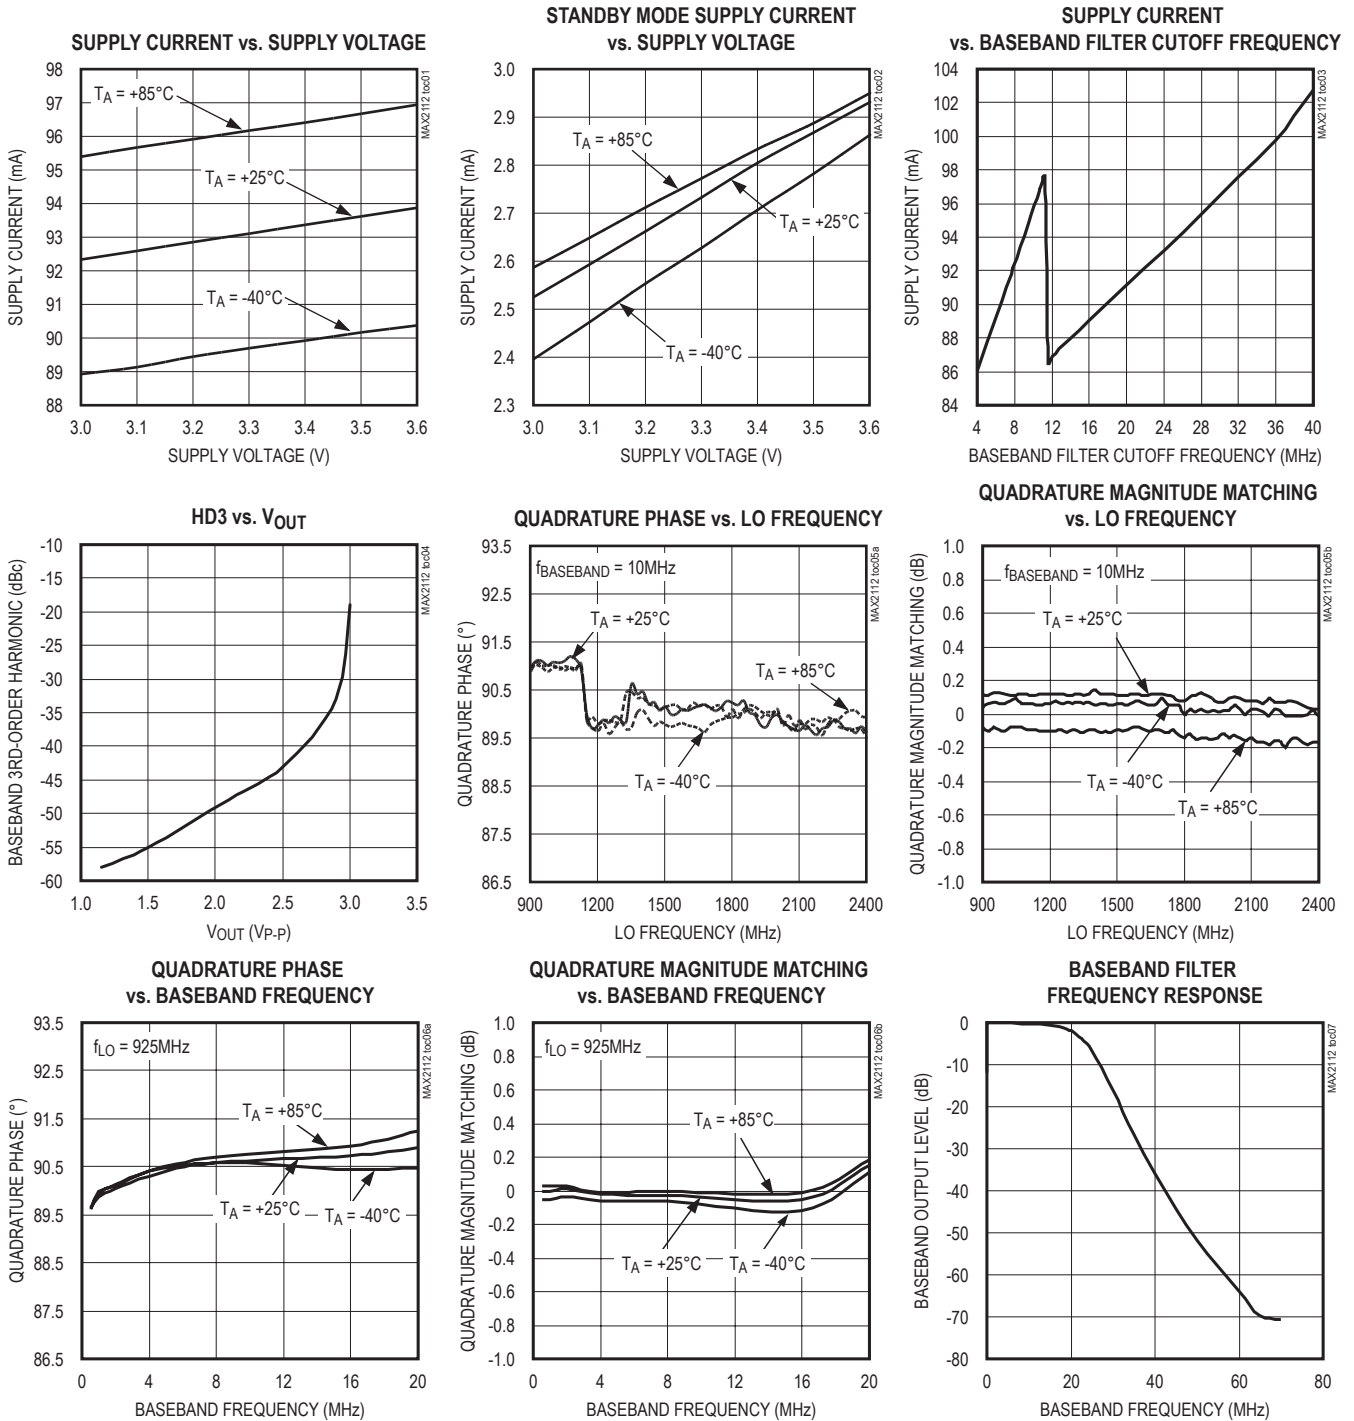 SUPPLY CURRENT vs. SUPPLY VOLTAGE
98
97
96
95
94
93
92
91
90
89
88
SUPPLY CURRENT (mA)
TA = +85°C
TA = +25°C
TA = -40°C
MAX2112 toc01
3.0 3.1 3.2 3.3 3.4 3.5 3.6
SUPPLY VOLTAGE (V)
STANDBY MODE SUPPLY CURRENT
vs. SUPPLY VOLTAGE
3.0
2.9
2.8
2.7
2.6
2.5
2.4
2.3
SUPPLY CURRENT (mA)
TA = +85°C
TA = +25°C
TA = -40°C
MAX2112 toc02
3.0 3.1 3.2 3.3 3.4 3.5 3.6
SUPPLY VOLTAGE (V)
SUPPLY CURRENT
vs. BASEBAND FILTER CUTOFF FREQUENCY
104
102
100
98
96
94
92
90
88
86
84
SUPPLY CURRENT (mA)
MAX2112 toc03
4 8 12 16 20 24 28 32 36 40
BASEBAND FILTER CUTOFF FREQUENCY (MHz)
HD3 vs. VOUT
-10
-15
-20
-25
-30
-35
-40
-45
-50
-55
-60
BASEBAND 3RD-ORDER HARMONIC (dBc)
MAX2112 toc04
1.0 1.5 2.0 2.5 3.0 3.5
VOUT (VP-P)
QUADRATURE PHASE vs. LO FREQUENCY
93.5
92.5
91.5
90.5
89.5
88.5
87.5
86.5
QUADRATURE PHASE (°)
fBASEBAND = 10MHz
TA = +25°C
TA = +85°C
TA = -40°C
MAX2112 toc05a
900 1200 1500 1800 2100 2400
LO FREQUENCY (MHz)
QUADRATURE MAGNITUDE MATCHING
vs. LO FREQUENCY
1.0
0.8
0.6
0.4
0.2
0
-0.2
-0.4
-0.6
-0.8
-1.0
QUADRATURE MAGNITUDE MATCHING (dB)
fBASEBAND = 10MHz
TA = +25°C
TA = -40°C
TA = +85°C
MAX2112 toc05b
900 1200 1500 1800 2100 2400
LO FREQUENCY (MHz)
QUADRATURE PHASE
vs. BASEBAND FREQUENCY
93.5
92.5
91.5
90.5
89.5
88.5
87.5
86.5
QUADRATURE PHASE (°)
fLO = 925MHz
TA = +85°C
TA = +25°C
TA = -40°C
MAX2112 toc06a
0 4 8 12 16 20
BASEBAND FREQUENCY (MHz)
QUADRATURE MAGNITUDE MATCHING
vs. BASEBAND FREQUENCY
1.0
0.8
0.6
0.4
0.2
0
-0.2
-0.4
-0.6
-0.8
-1.0
QUADRATURE MAGNITUDE MATCHING (dB)
fLO = 925MHz
TA = +85°C
TA = +25°C
TA = -40°C
MAX2112 toc06b
0 4 8 12 16 20
BASEBAND FREQUENCY (MHz)
BASEBAND FILTER
FREQUENCY RESPONSE
0
-10
-20
-30
-40
-50
-60
-70
-80
BASEBAND OUTPUT LEVEL (dB)
MAX2112 toc07
0 20 40 60 80
BASEBAND FREQUENCY (MHz)